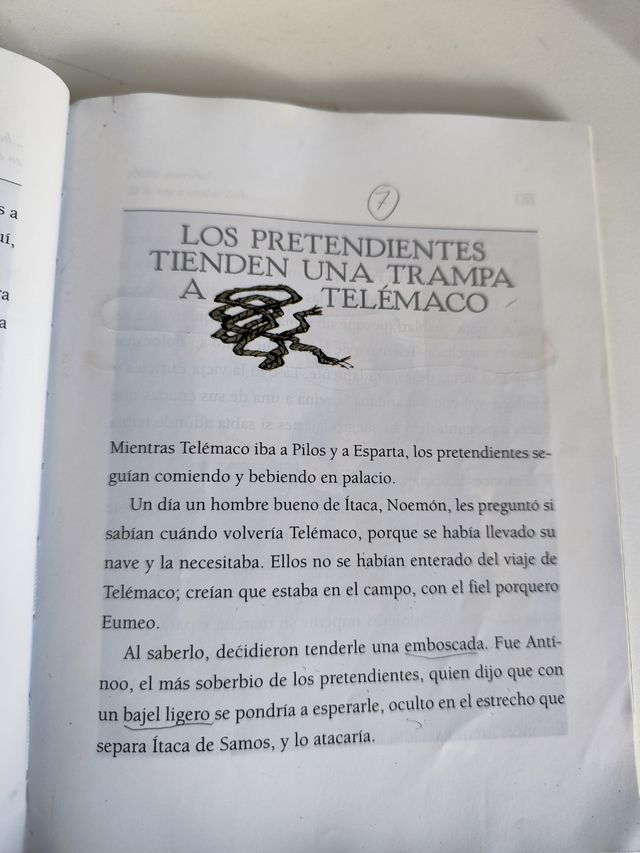 s a
uí,
ra
a
7
LOS PRETENDIENTES
TIENDEN UNA TRAMPA
A TELÉMACO
Mientras Telémaco iba a Pilos y a Esparta, los pretendientes se-
guían comiendo y bebiendo en palacio.
Un día un hombre bueno de Ítaca, Noemón, les preguntó si
sabían cuándo volvería Telémaco, porque se había llevado su
nave y la necesitaba. Ellos no se habían enterado del viaje de
Telémaco; creían que estaba en el campo, con el fiel porquero
Eumeo.
Al saberlo, decidieron tenderle una emboscada. Fue Antí-
noo, el más soberbio de los pretendientes, quien dijo que con
un bajel ligero se pondría a esperarle, oculto en el estrecho que
separa Ítaca de Samos, y lo atacaría.